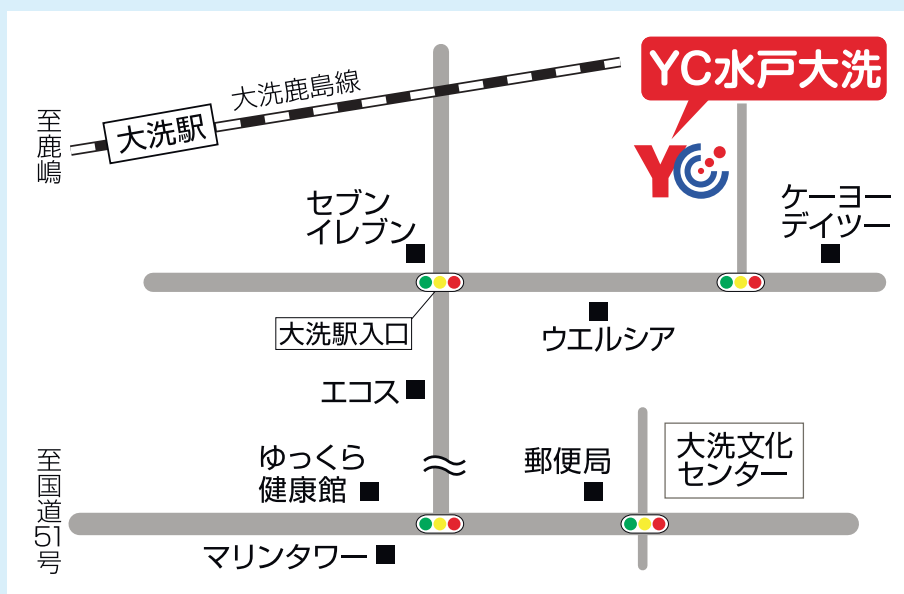 YC水戸大洗
YC
大洗鹿島線
大洗駅
至鹿嶋
セブン
イレブン
ケーヨー
デイツー
大洗駅入口
ウエルシア
エコス
大洗文化
センター
ゆっくら
健康館
郵便局
至国道51号
マリンタワー